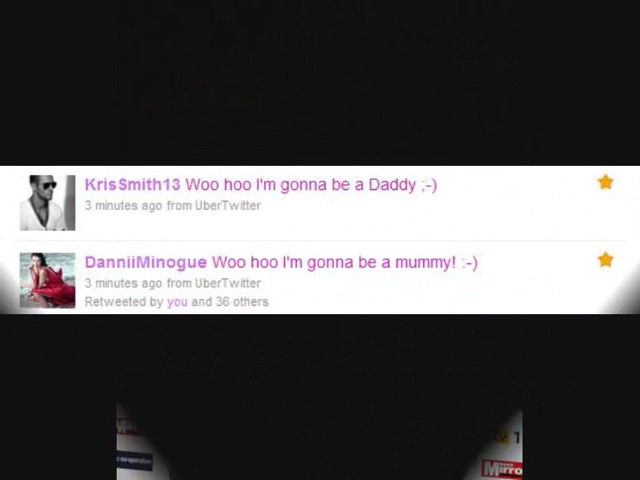 KrisSmith13 Woo hoo I'm gonna be a Daddy ;-)
3 minutes ago from UberTwitter
DanniiMinogue Woo hoo I'm gonna be a mummy! :-)
3 minutes ago from UberTwitter
Retweeted by you and 36 others
1